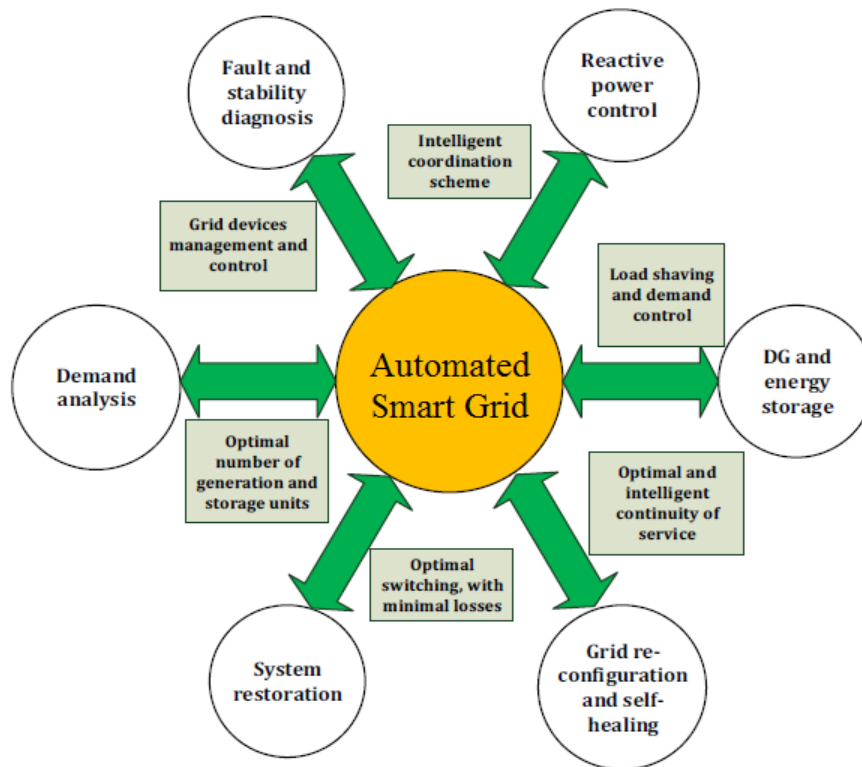 Fault and
stability
diagnosis
Reactive
power
control
Intelligent
coordination
scheme
Grid devices
management and
control
Load shaving
and demand
control
Demand
analysis
Automated
Smart Grid
DG and
energy
storage
Optimal
number of
generation and
storage units
Optimal and
intelligent
continuity of
service
Optimal
switching, with
minimal losses
System
restoration
Grid re-
configuration
and self-
healing